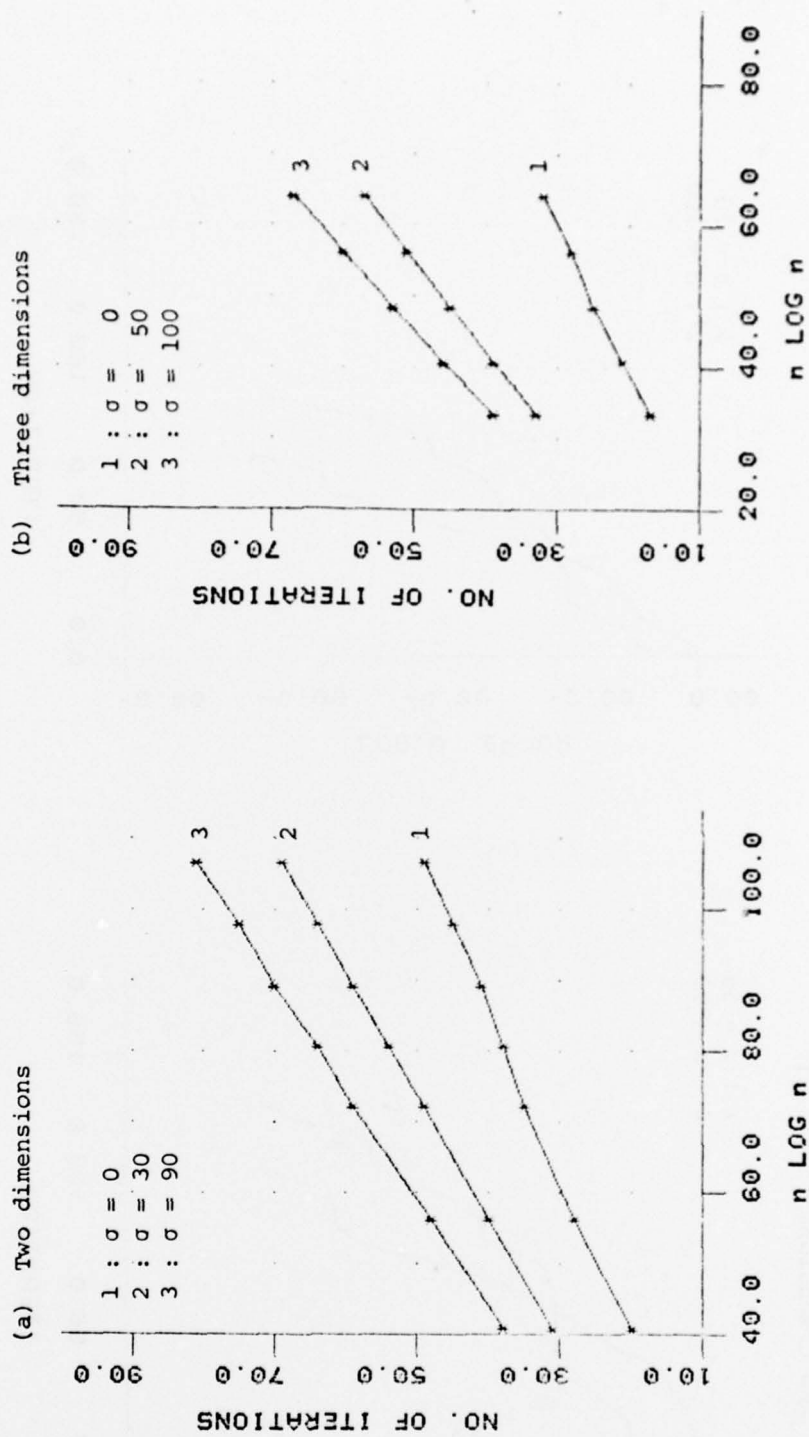 (a) Two dimensions
1 : σ = 0
2 : σ = 30
3 : σ = 90
NO. OF ITERATIONS
90.0
70.0
50.0
30.0
10.0
40.0 60.0 80.0 100.0
n LOG n
3
2
1
(b) Three dimensions
1 : σ = 0
2 : σ = 50
3 : σ = 100
NO. OF ITERATIONS
90.0
70.0
50.0
30.0
10.0
20.0 40.0 60.0 80.0
n LOG n
3
2
1